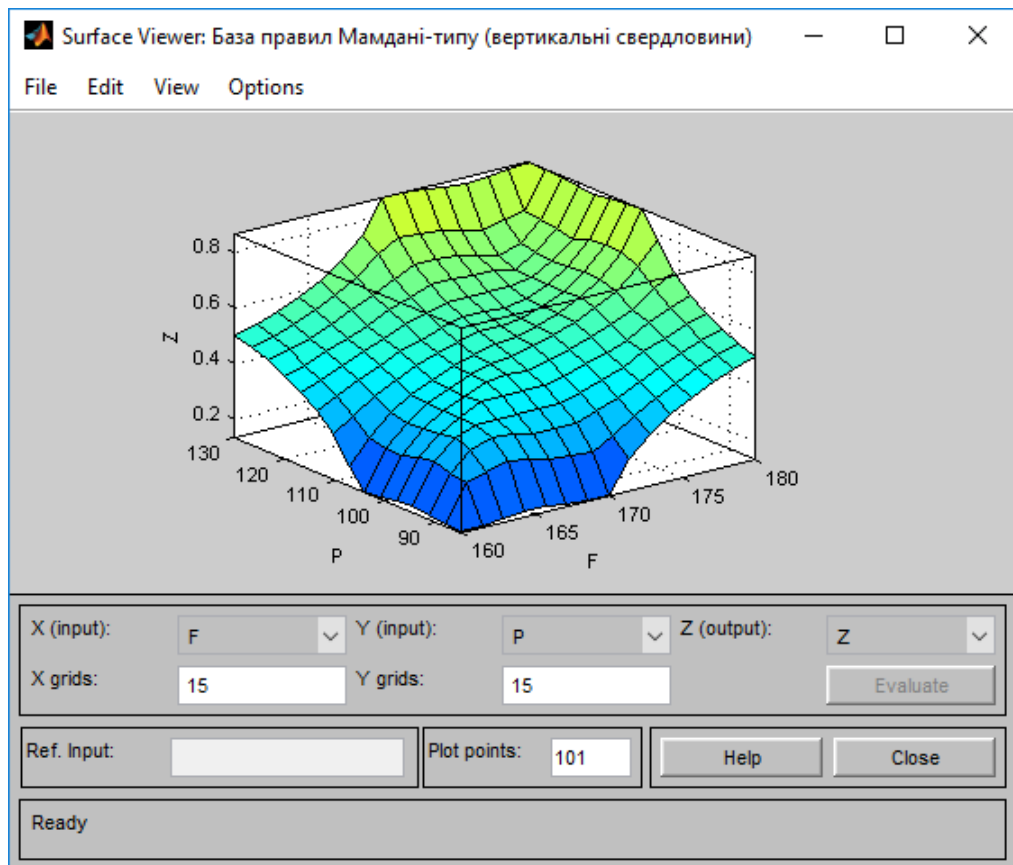 Surface Viewer: База правил Мамдані-типу (вертикальні свердловини)
File Edit View Options
0.8
0.6
Z
0.4
0.2
130
120
110
100
90
P
160
165
170
175
180
F
X (input): F Y (input): P Z (output): Z
X grids: 15 Y grids: 15 Evaluate
Ref. Input: Plot points: 101 Help Close
Ready